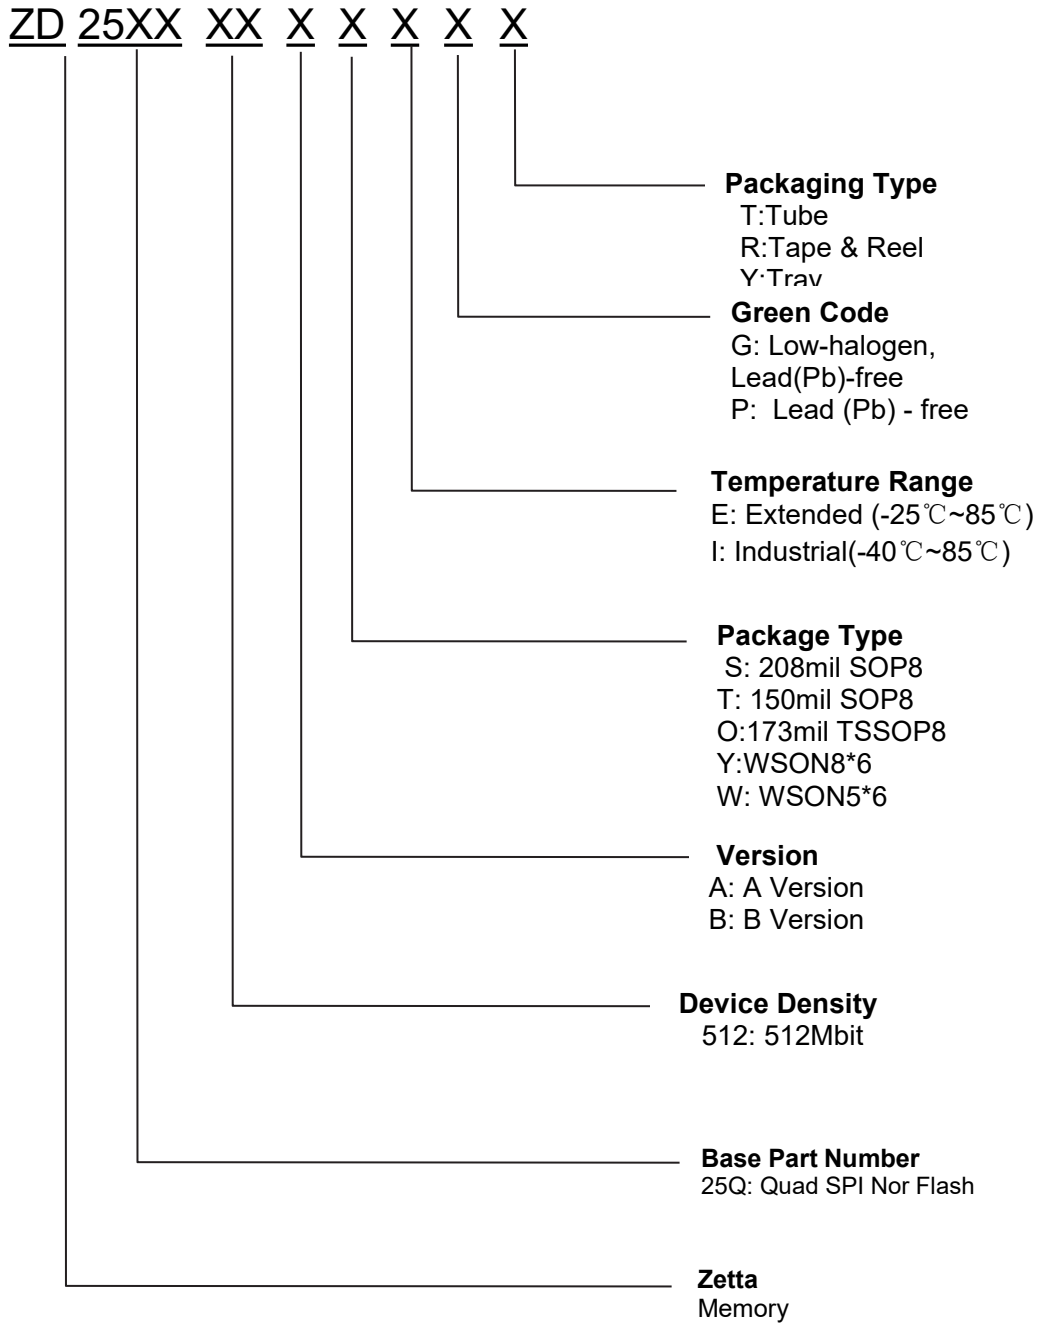 ZD 25XX XX X X X X X
Packaging Type
T:Tube
R:Tape & Reel
Y:Tray
Green Code
G: Low-halogen,
Lead(Pb)-free
P: Lead (Pb) - free
Temperature Range
E: Extended (-25℃~85℃)
I: Industrial(-40℃~85℃)
Package Type
S: 208mil SOP8
T: 150mil SOP8
O:173mil TSSOP8
Y:WSON8*6
W: WSON5*6
Version
A: A Version
B: B Version
Device Density
512: 512Mbit
Base Part Number
25Q: Quad SPI Nor Flash
Zetta
Memory